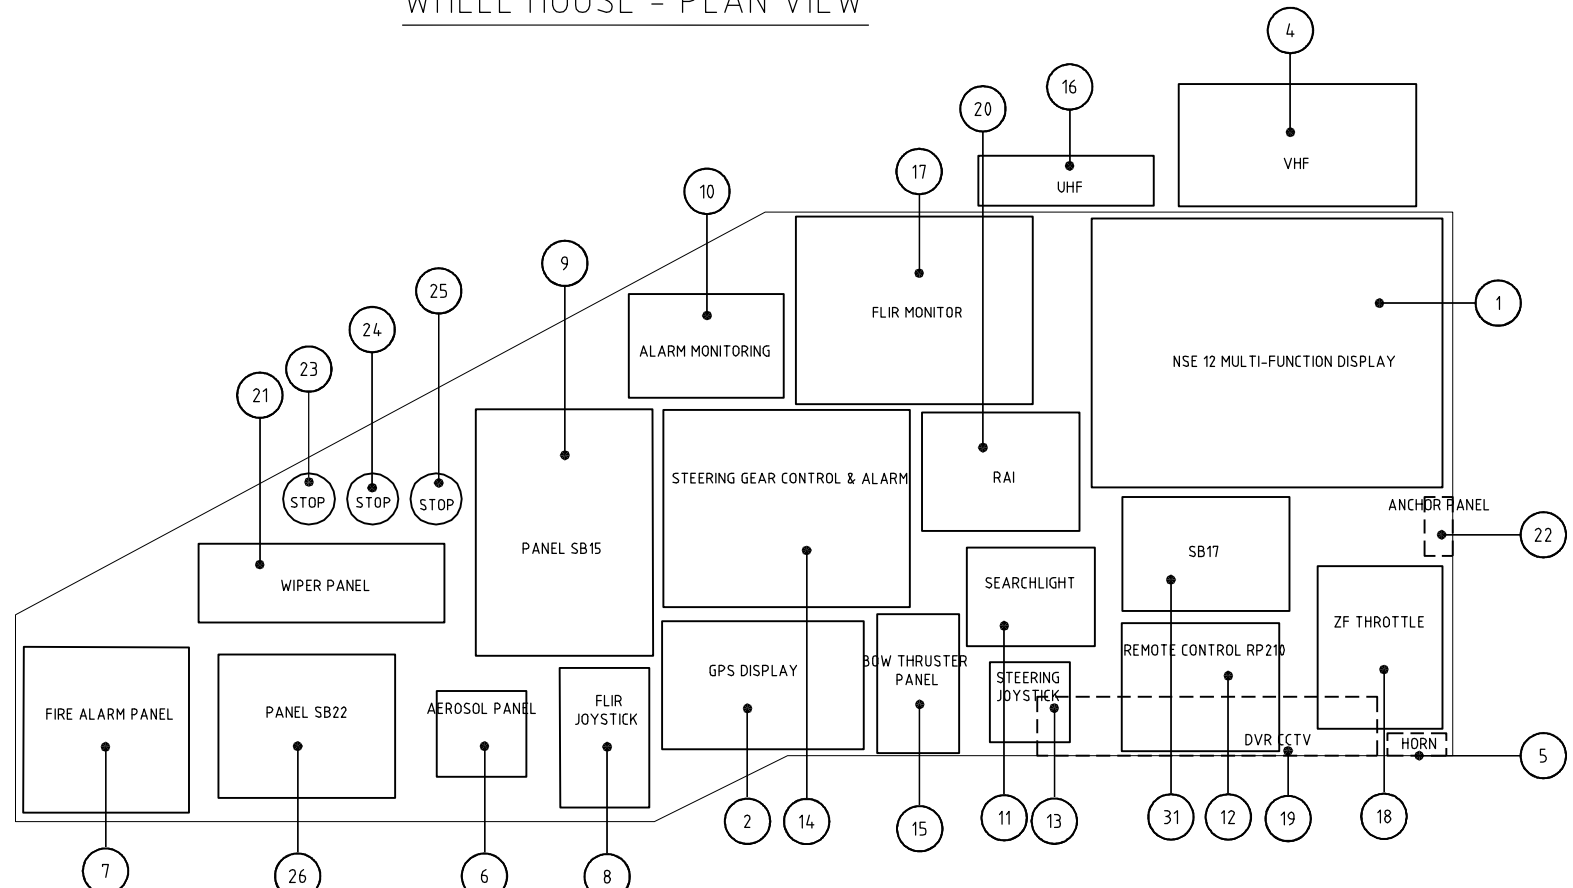 WHEEL HOUSE - PLAN VIEW
4
16
20
VHF
17
UHF
10
9
25
1
24
FLIR MONITOR
23
ALARM MONITORING
NSE 12 MULTI-FUNCTION DISPLAY
21
STEERING GEAR CONTROL & ALARM
RAI
STOP
STOP
STOP
ANCHOR PANEL
22
PANEL SB15
SB17
WIPER PANEL
SEARCHLIGHT
ZF THROTTLE
REMOTE CONTROL RP210
GPS DISPLAY
BOW THRUSTER
PANEL
STEERING
JOYSTICK
FIRE ALARM PANEL
PANEL SB22
AEROSOL PANEL
FLIR
JOYSTICK
DVR CCTV
HORN
5
2
14
15
11
13
31
12
19
18
7
26
6
8